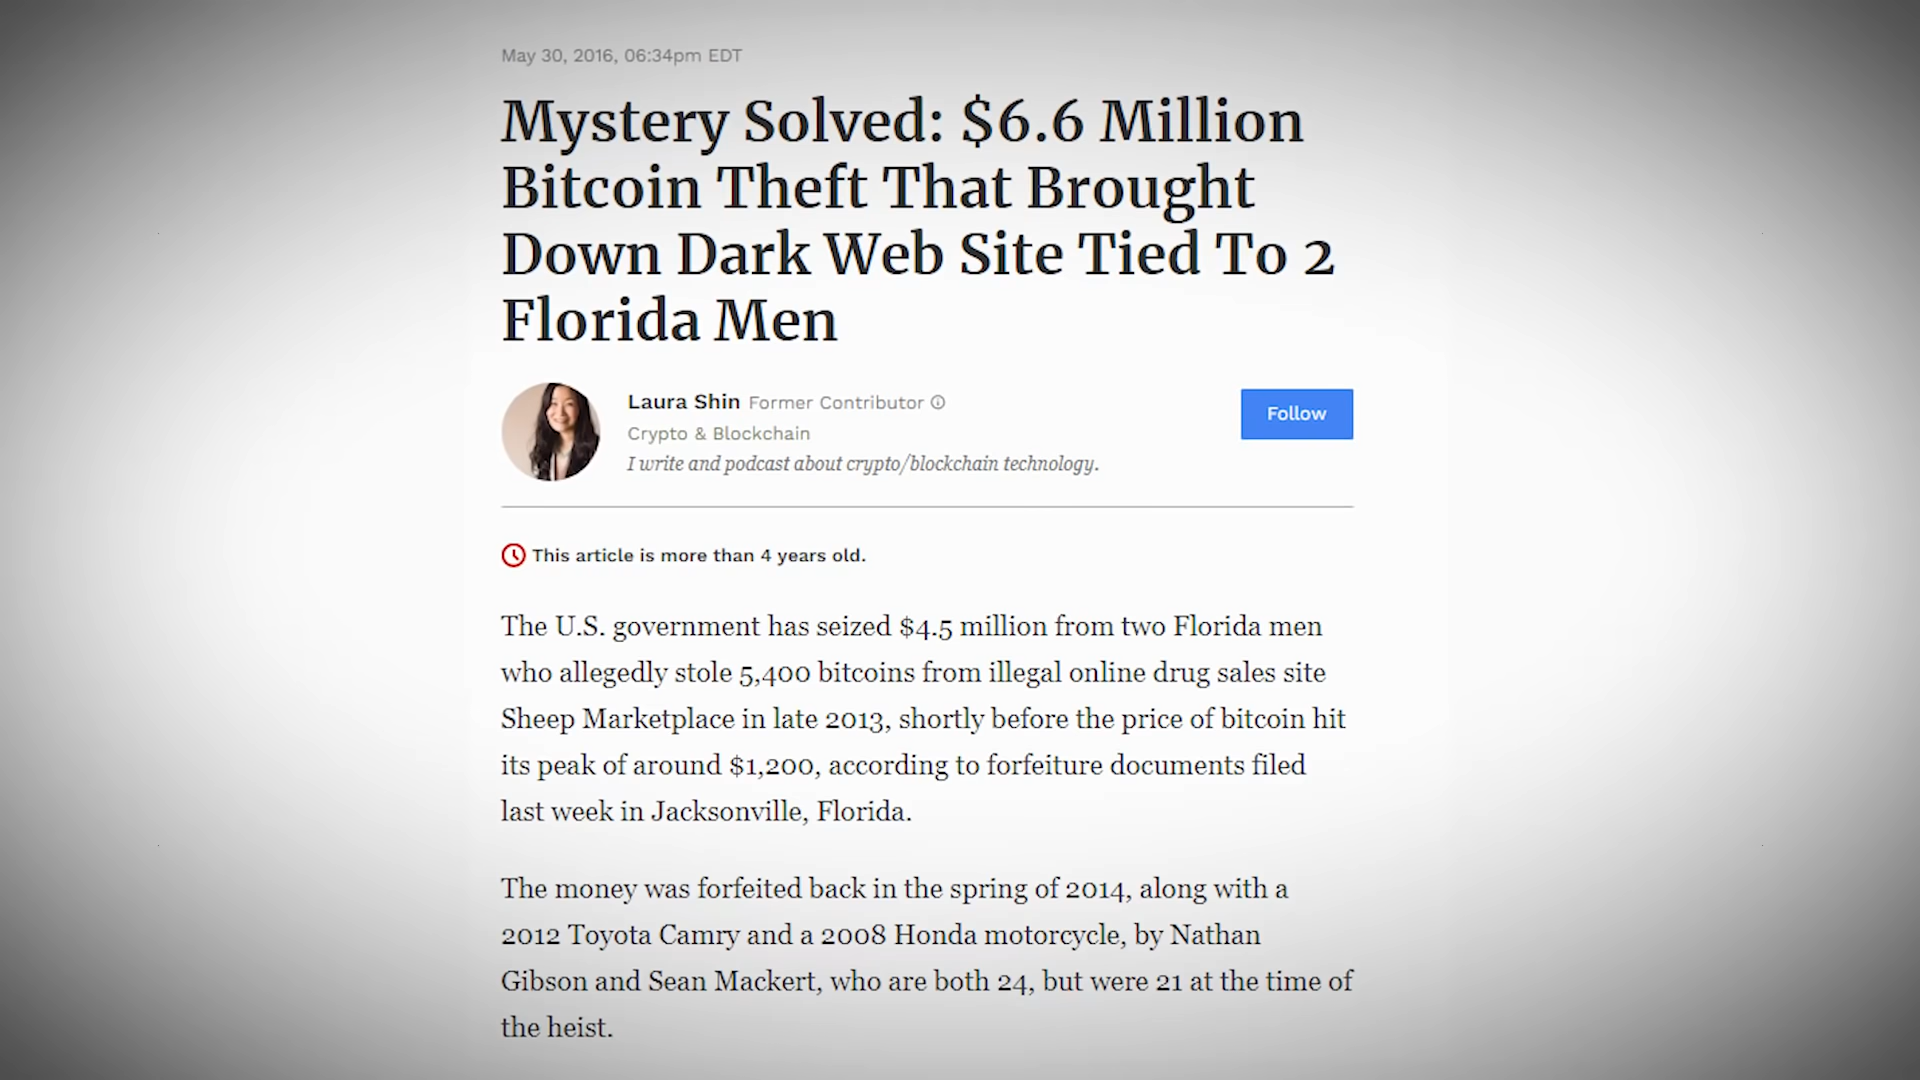 May 30, 2016, 06:34pm EDT
Mystery Solved: $6.6 Million
Bitcoin Theft That Brought
Down Dark Web Site Tied To 2
Florida Men
Laura Shin Former Contributor
Follow
Crypto & Blockchain
I write and podcast about crypto/blockchain technology.
This article is more than 4 years old.
The U.S. government has seized $4.5 million from two Florida men
who allegedly stole 5,400 bitcoins from illegal online drug sales site
Sheep Marketplace in late 2013, shortly before the price of bitcoin hit
its peak of around $1,200, according to forfeiture documents filed
last week in Jacksonville, Florida.
The money was forfeited back in the spring of 2014, along with a
2012 Toyota Camry and a 2008 Honda motorcycle, by Nathan
Gibson and Sean Mackert, who are both 24, but were 21 at the time of
the heist.